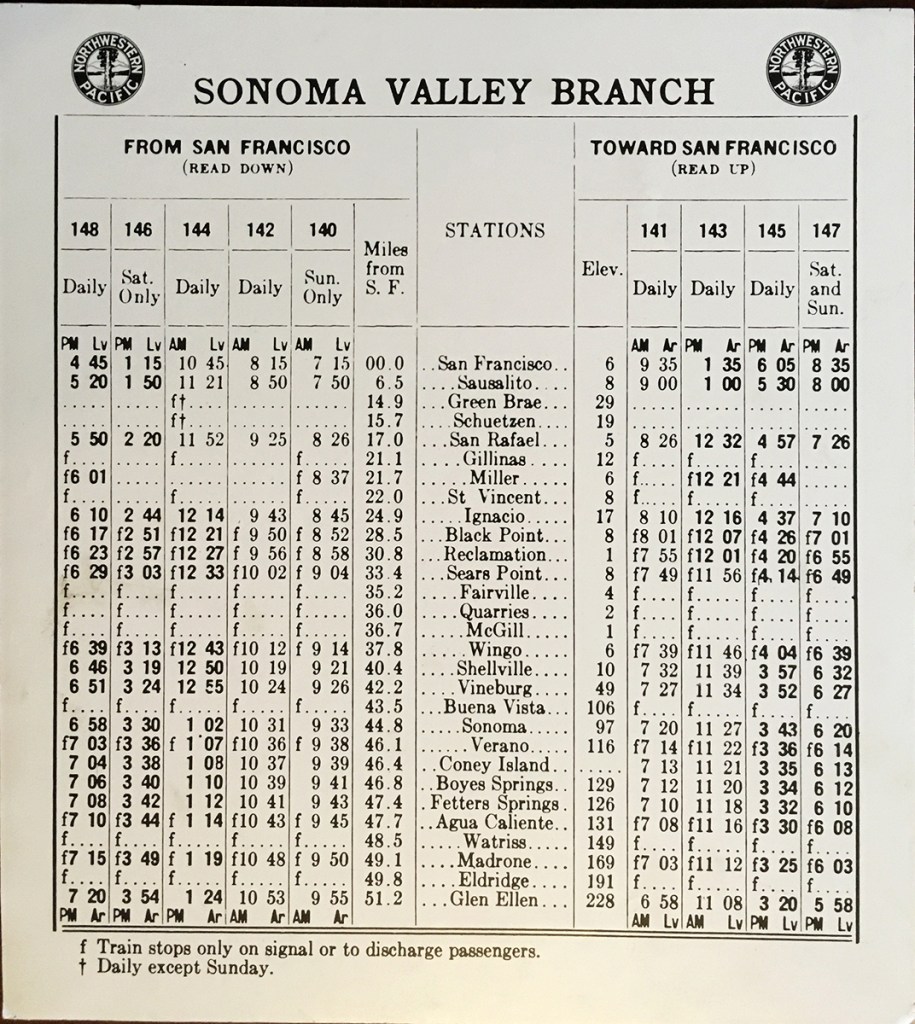 NORTHWESTERN PACIFIC
SONOMA VALLEY BRANCH
NORTHWESTERN PACIFIC
FROM SAN FRANCISCO (READ DOWN) TOWARD SAN FRANCISCO (READ UP)
148 146 144 142 140 Miles from S. F. STATIONS Elev. 141 143 145 147
Daily Sat. Only Daily Daily Sun. Only Daily Daily Daily Sat. and Sun.
PM Lv PM Lv AM Lv AM Lv AM Lv AM Ar PM Ar PM Ar PM Ar
4 45 1 15 10 45 8 15 7 15 00.0 ..San Francisco.. 6 9 35 1 35 6 05 8 35
5 20 1 50 11 21 8 50 7 50 6.5 ....Sausalito.... 8 9 00 1 00 5 30 8 00
...... ...... f†.... ...... ...... 14.9 ...Green Brae... 29 ...... ...... ...... ......
...... ...... f†.... ...... ...... 15.7 ....Schuetzen.... 19 ...... ...... ...... ......
5 50 2 20 11 52 9 25 8 26 17.0 ...San Rafael... 5 8 26 12 32 4 57 7 26
f.... ...... f.... ...... f.... 21.1 ....Gillinas.... 12 f.... f.... f.... ......
f6 01 ...... ...... ...... f 8 37 21.7 .....Miller..... 6 f.... f12 21 f4 44 ......
f.... ...... f.... ...... f.... 22.0 ...St Vincent... 8 f.... f.... f.... ......
6 10 2 44 12 14 9 43 8 45 24.9 .....Ignacio..... 17 8 10 12 16 4 37 7 10
f6 17 f2 51 f12 21 f 9 50 f 8 52 28.5 ...Black Point... 8 f8 01 f12 07 f4 26 f7 01
f6 23 f2 57 f12 27 f 9 56 f 8 58 30.8 ...Reclamation... 1 f7 55 f12 01 f4 20 f6 55
f6 29 f3 03 f12 33 f10 02 f 9 04 33.4 ...Sears Point... 8 f7 49 f11 56 f4 14 f6 49
f.... f.... f.... f.... f.... 35.2 ....Fairville.... 4 f.... f.... f.... f....
f.... f.... f.... f.... f.... 36.0 ....Quarries.... 2 f.... f.... f.... f....
f.... f.... f.... f.... f.... 36.7 .....McGill..... 1 f.... f.... f.... f....
f6 39 f3 13 f12 43 f10 12 f 9 14 37.8 .....Wingo..... 6 f7 39 f11 46 f4 04 f6 39
6 46 3 19 12 50 10 19 9 21 40.4 ....Shellville.... 10 7 32 11 39 3 57 6 32
6 51 3 24 12 55 10 24 9 26 42.2 ....Vineburg.... 49 7 27 11 34 3 52 6 27
f.... f.... f.... f.... f.... 43.5 ...Buena Vista... 106 f.... f.... f.... f....
6 58 3 30 1 02 10 31 9 33 44.8 .....Sonoma..... 97 7 20 11 27 3 43 6 20
f7 03 f3 36 f 1 07 f10 36 f 9 38 46.1 .....Verano..... 116 f7 14 f11 22 f3 36 f6 14
7 04 3 38 1 08 10 37 9 39 46.4 ..Coney Island.. ..... 7 13 11 21 3 35 6 13
7 06 3 40 1 10 10 39 9 41 46.8 ..Boyes Springs.. 129 7 12 11 20 3 34 6 12
7 08 3 42 1 12 10 41 9 43 47.4 .Fetters Springs. 126 7 10 11 18 3 32 6 10
f7 10 f3 44 f 1 14 f10 43 f 9 45 47.7 ..Agua Caliente.. 131 f7 08 f11 16 f3 30 f6 08
f.... f.... f.... f.... f.... 48.5 .....Watriss.... 149 f.... f.... f.... f....
f7 15 f3 49 f 1 19 f10 48 f 9 50 49.1 ....Madrone.... 169 f7 03 f11 12 f3 25 f6 03
f.... f.... f.... f.... f.... 49.8 ....Eldridge.... 191 f.... f.... f.... f....
7 20 3 54 1 24 10 53 9 55 51.2 ...Glen Ellen... 228 6 58 11 08 3 20 5 58
PM Ar PM Ar PM Ar AM Ar AM Ar AM Lv AM Lv PM Lv PM Lv
f Train stops only on signal or to discharge passengers.
† Daily except Sunday.